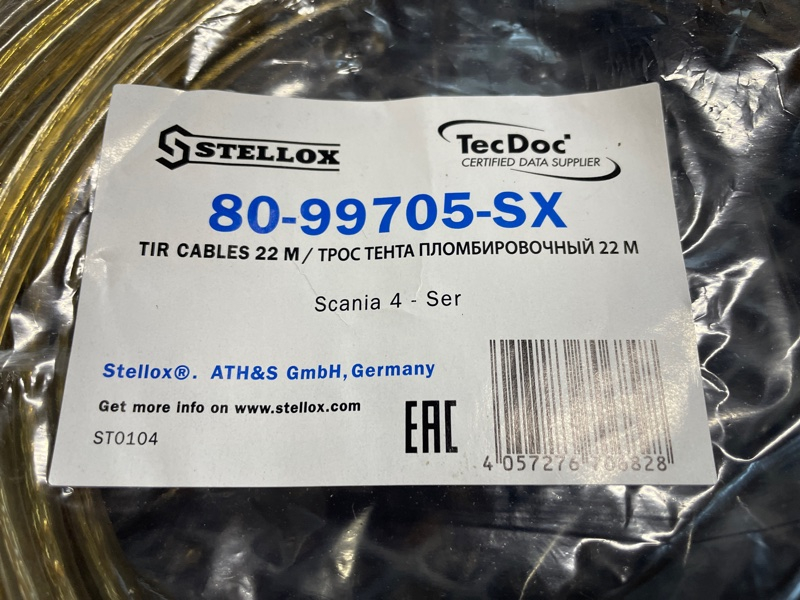 STELLOX
TecDoc
CERTIFIED DATA SUPPLIER
80-99705-SX
TIR CABLES 22 M / ТРОС ТЕНТА ПЛОМБИРОВОЧНЫЙ 22 М
Scania 4 - Ser
Stellox®. ATH&S GmbH, Germany
Get more info on www.stellox.com
ST0104
EAC